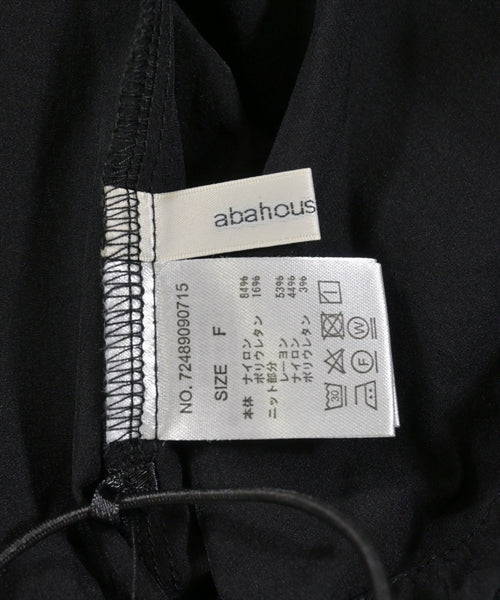 abahous
NO. 72489090715
SIZE F
本体 ナイロン 84%
ポリウレタン 16%
ニット部分
レーヨン 53%
ナイロン 44%
ポリウレタン 3%
30
F
W